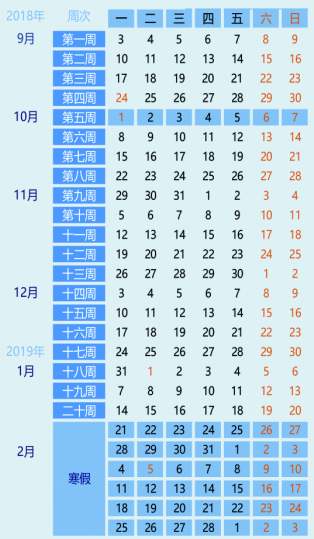 2018年 周次 一 二 三 四 五 六 日
9月 第一周 3 4 5 6 7 8 9
第二周 10 11 12 13 14 15 16
第三周 17 18 19 20 21 22 23
第四周 24 25 26 27 28 29 30
10月 第五周 1 2 3 4 5 6 7
第六周 8 9 10 11 12 13 14
第七周 15 16 17 18 19 20 21
第八周 22 23 24 25 26 27 28
11月 第九周 29 30 31 1 2 3 4
第十周 5 6 7 8 9 10 11
十一周 12 13 14 15 16 17 18
十二周 19 20 21 22 23 24 25
十三周 26 27 28 29 30 1 2
12月 十四周 3 4 5 6 7 8 9
十五周 10 11 12 13 14 15 16
十六周 17 18 19 20 21 22 23
2019年 十七周 24 25 26 27 28 29 30
1月 十八周 31 1 2 3 4 5 6
十九周 7 8 9 10 11 12 13
二十周 14 15 16 17 18 19 20
21 22 23 24 25 26 27
2月 28 29 30 31 1 2 3
寒假 4 5 6 7 8 9 10
11 12 13 14 15 16 17
18 19 20 21 22 23 24
25 26 27 28 1 2 3